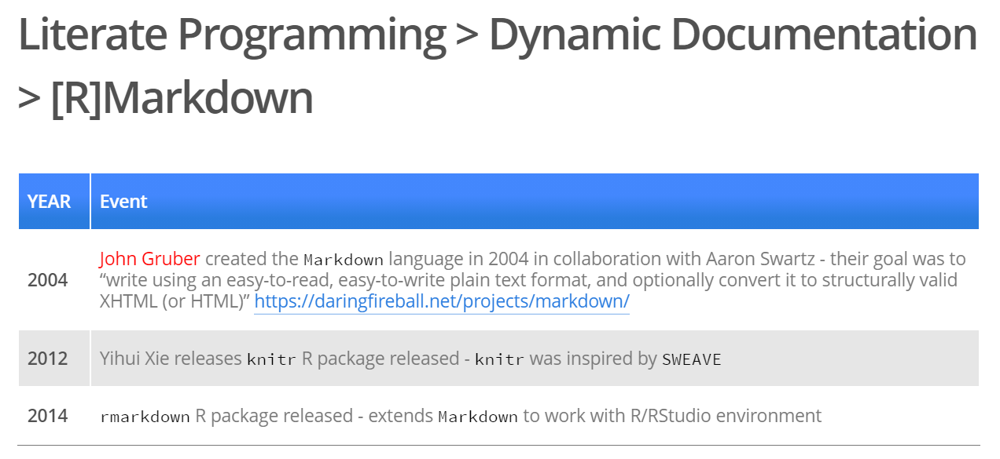 Literate Programming > Dynamic Documentation
> [R]Markdown
YEAR Event
2004 John Gruber created the Markdown language in 2004 in collaboration with Aaron Swartz - their goal was to
“write using an easy-to-read, easy-to-write plain text format, and optionally convert it to structurally valid
XHTML (or HTML)” https://daringfireball.net/projects/markdown/
2012 Yihui Xie releases knitr R package released - knitr was inspired by SWEAVE
2014 rmarkdown R package released - extends Markdown to work with R/RStudio environment